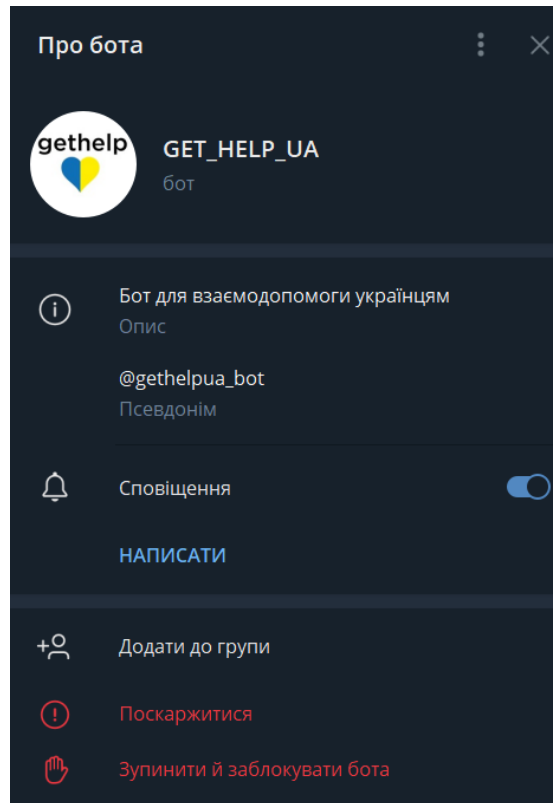 Про бота
gethelp
GET_HELP_UA
бот
Бот для взаємодопомоги українцям
Опис
@gethelpua_bot
Псевдонім
Сповіщення
НАПИСАТИ
Додати до групи
Поскаржитися
Зупинити й заблокувати бота